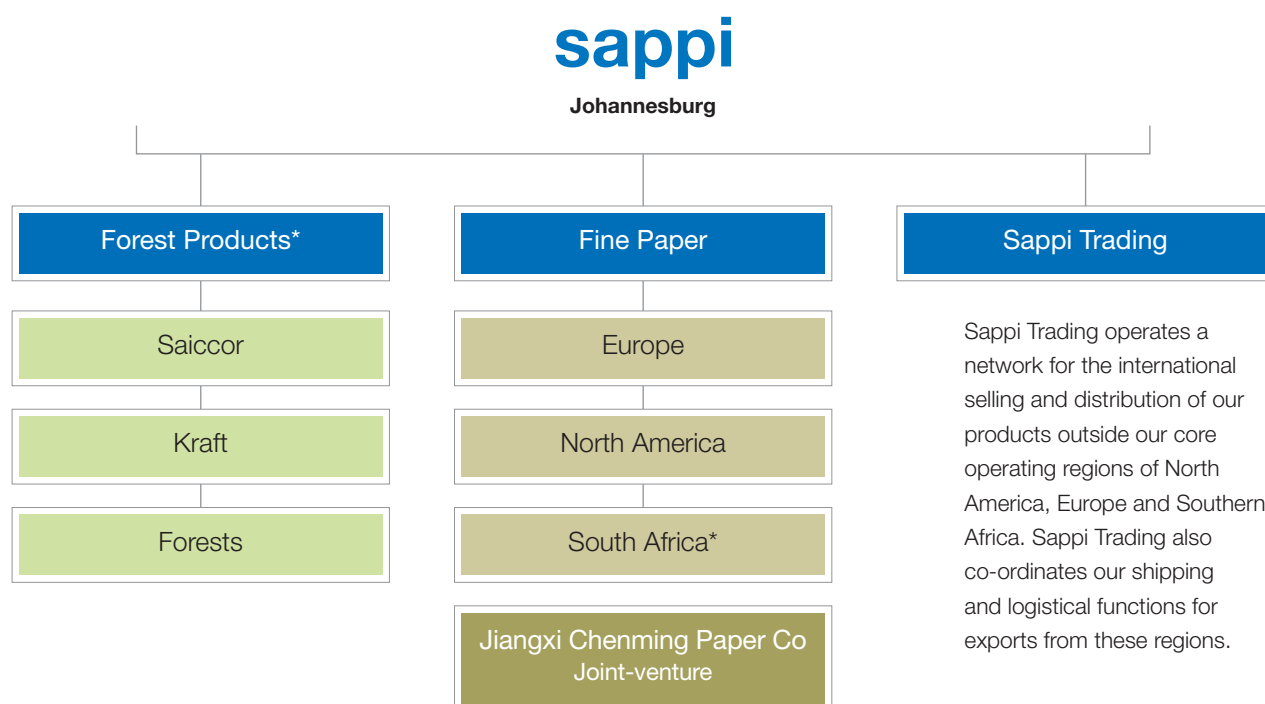 sappi
Johannesburg
Forest Products*
Saiccor
Kraft
Forests
Fine Paper
Europe
North America
South Africa*
Jiangxi Chenming Paper Co
Joint-venture
Sappi Trading
Sappi Trading operates a
network for the international
selling and distribution of our
products outside our core
operating regions of North
America, Europe and Southern
Africa. Sappi Trading also
co-ordinates our shipping
and logistical functions for
exports from these regions.